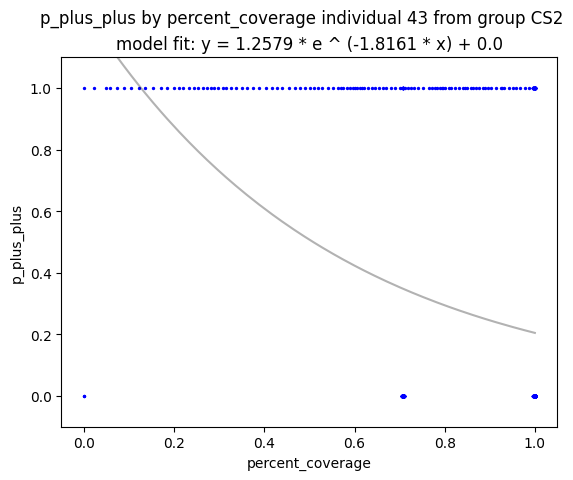 p_plus_plus by percent_coverage individual 43 from group CS2
model fit: y = 1.2579 * e ^ (-1.8161 * x) + 0.0
p_plus_plus
1.0
0.8
0.6
0.4
0.2
0.0
0.0 0.2 0.4 0.6 0.8 1.0
percent_coverage